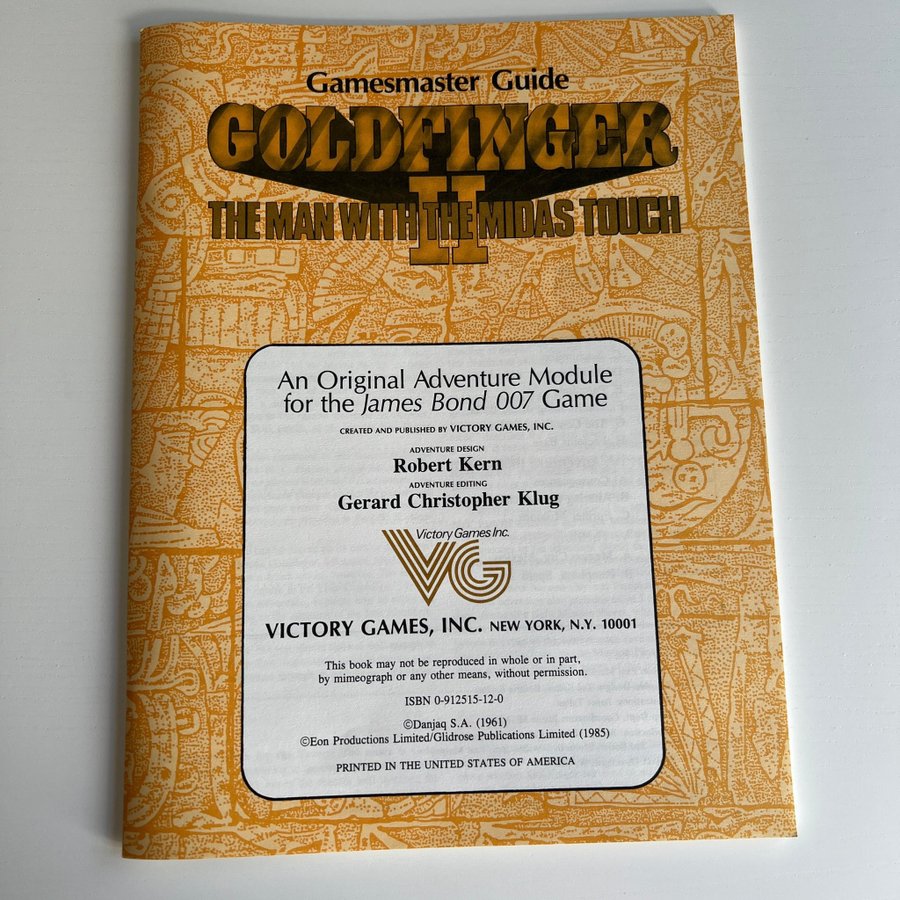 Gamesmaster Guide
GOLDFINGER
II
THE MAN WITH THE MIDAS TOUCH
An Original Adventure Module
for the James Bond 007 Game
CREATED AND PUBLISHED BY VICTORY GAMES, INC.
ADVENTURE DESIGN
Robert Kern
ADVENTURE EDITING
Gerard Christopher Klug
Victory Games Inc.
VG
VICTORY GAMES, INC. NEW YORK, N.Y. 10001
This book may not be reproduced in whole or in part,
by mimeograph or any other means, without permission.
ISBN 0-912515-12-0
©Danjaq S.A. (1961)
©Eon Productions Limited/Glidrose Publications Limited (1985)
PRINTED IN THE UNITED STATES OF AMERICA